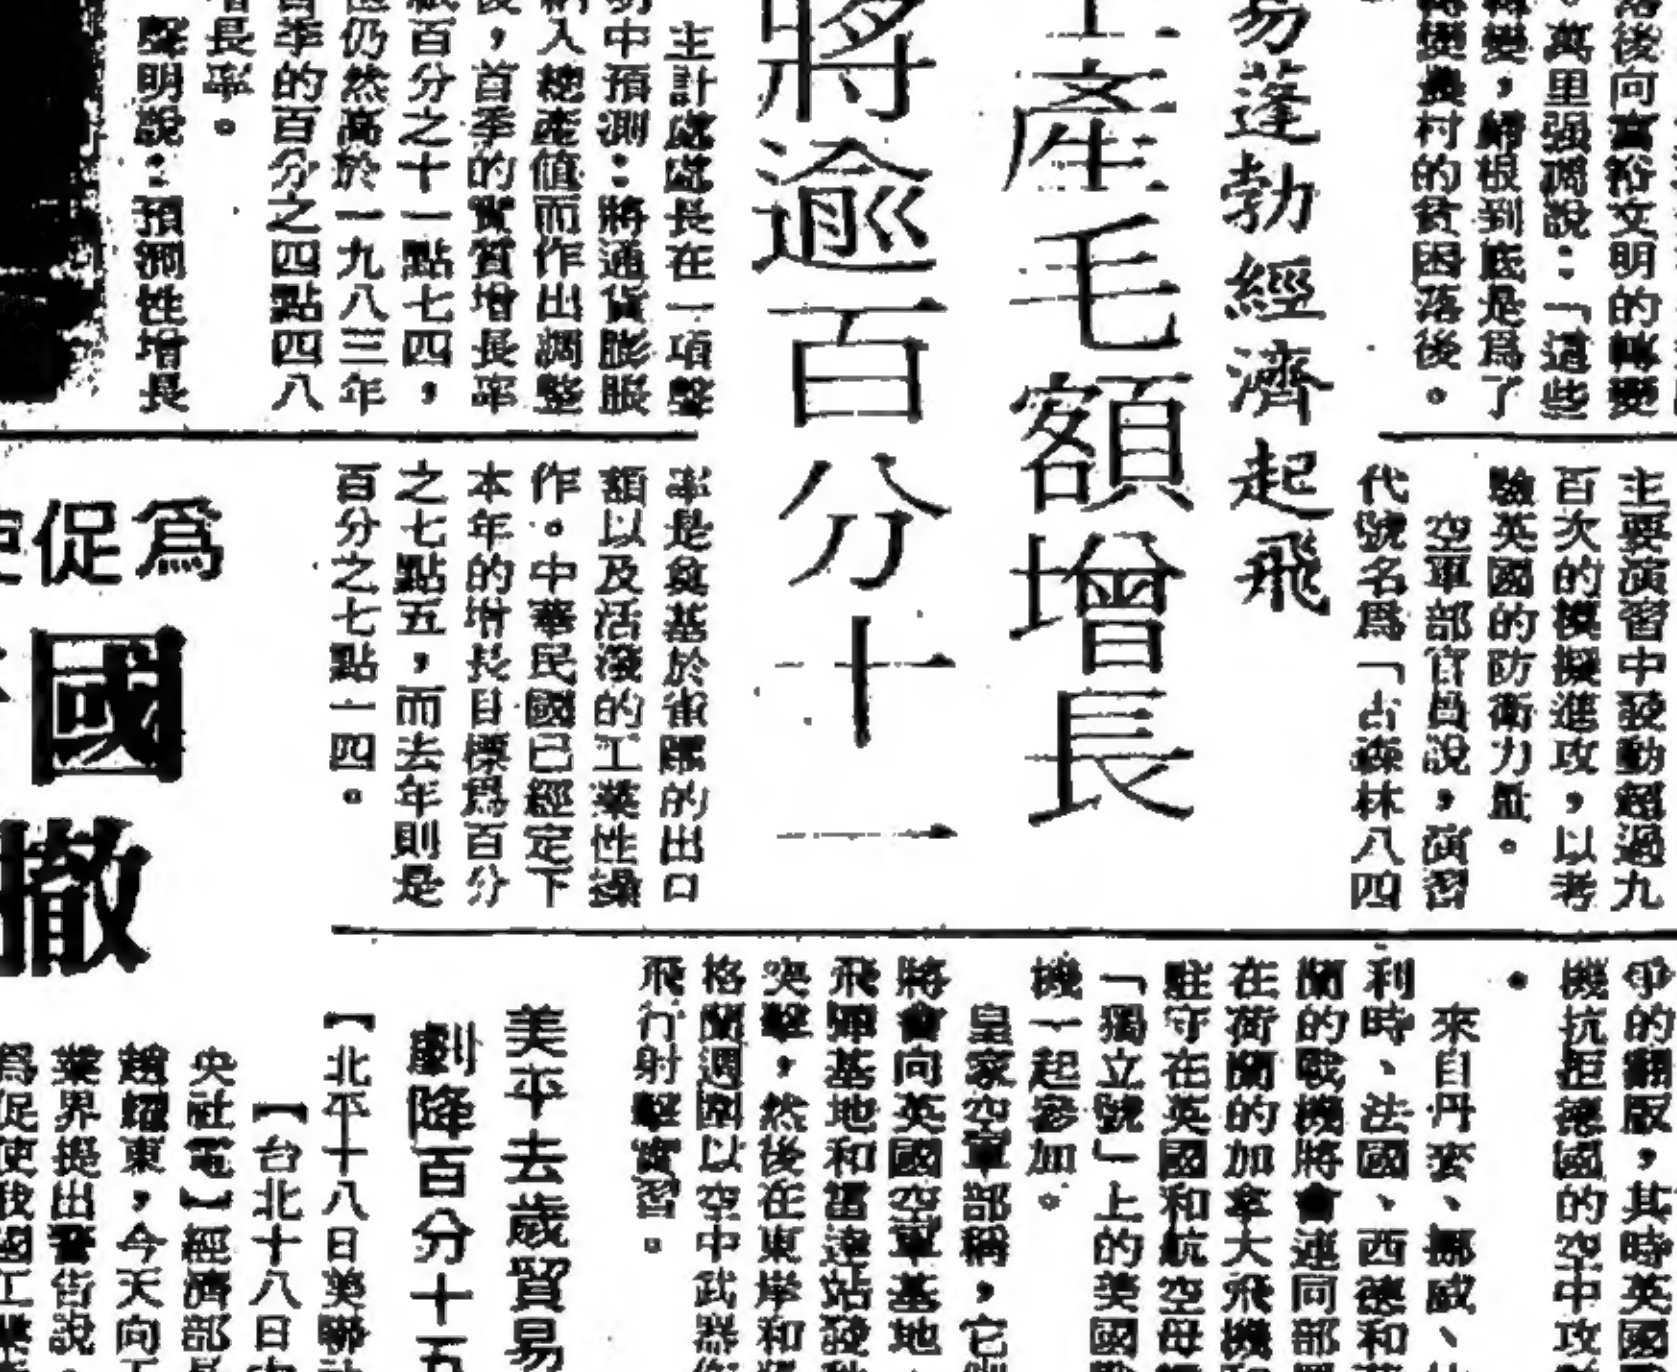 落後向富裕文明的轉變
。萬里强調說：「這些
轉變，歸根到底是爲了
轉變農村的貧困落後。
主要演習中發動超過九
百次的模擬進攻，以考
驗英國的防衛力量。
空軍部官員說，演習
代號名爲「古森林八四
易蓬勃經濟起飛
產毛額增長
將逾百分十一
主計處處長在一項聲
明中預測：將通貨膨脹
納入總產值而作出調整
後，首季的實質增長率
百分之十一點七四，
仍然高於一九八三年
首季的百分之四點四八
增長率。
聲明說：預測性增長
率是奠基於雀躍的出口
額以及活潑的工業性操
作。中華民國已經定下
本年的增長目標爲百分
之七點五，而去年則是
百分之七點一四。
爭的翻版，其時英國
機抗拒德國的空中攻
。
來自丹麥、挪威、
利時、法國、西德和
蘭的戰機將會連同部
在荷蘭的加拿大飛機
駐守在英國和航空母
「獨立號」上的美國
機一起參加。
皇家空軍部稱，它
將會向英國空軍基地
飛彈基地和雷達站發
突擊，然後在東岸和
格蘭週圍以空中武器
飛行射擊實習。
美平去歲貿易
劇降百分十五
【北平十八日美聯社
爲促使
國
撤
【台北十八日
央社電】經濟部
趙耀東，今天向
業界提出警告說
爲促使我國工業